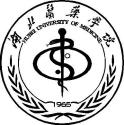 湖北醫藥學院
HUBEI UNIVERSITY OF MEDICINE
1965